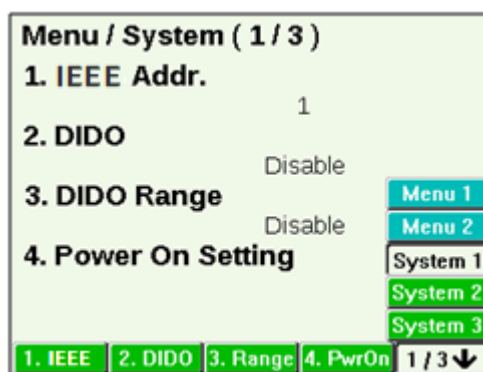 Menu / System ( 1 / 3 )
1. IEEE Addr.
1
2. DIDO
Disable
3. DIDO Range
Disable
4. Power On Setting
Menu 1
Menu 2
System 1
System 2
System 3
1. IEEE 2. DIDO 3. Range 4. PwrOn 1 / 3